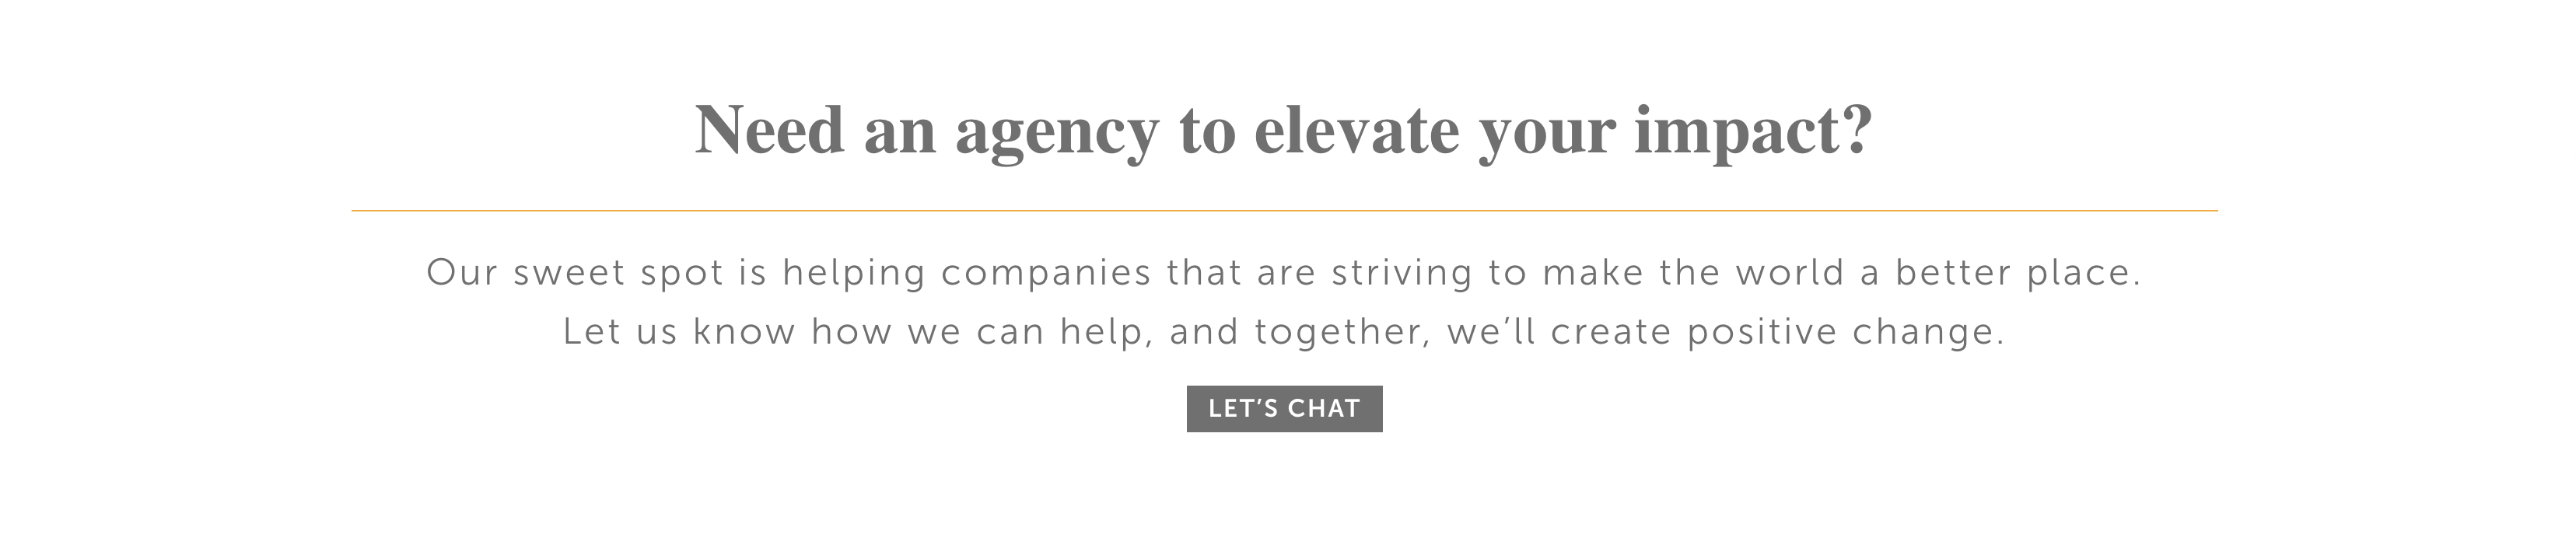 Need an agency to elevate your impact?
Our sweet spot is helping companies that are striving to make the world a better place.
Let us know how we can help, and together, we’ll create positive change.
LET’S CHAT